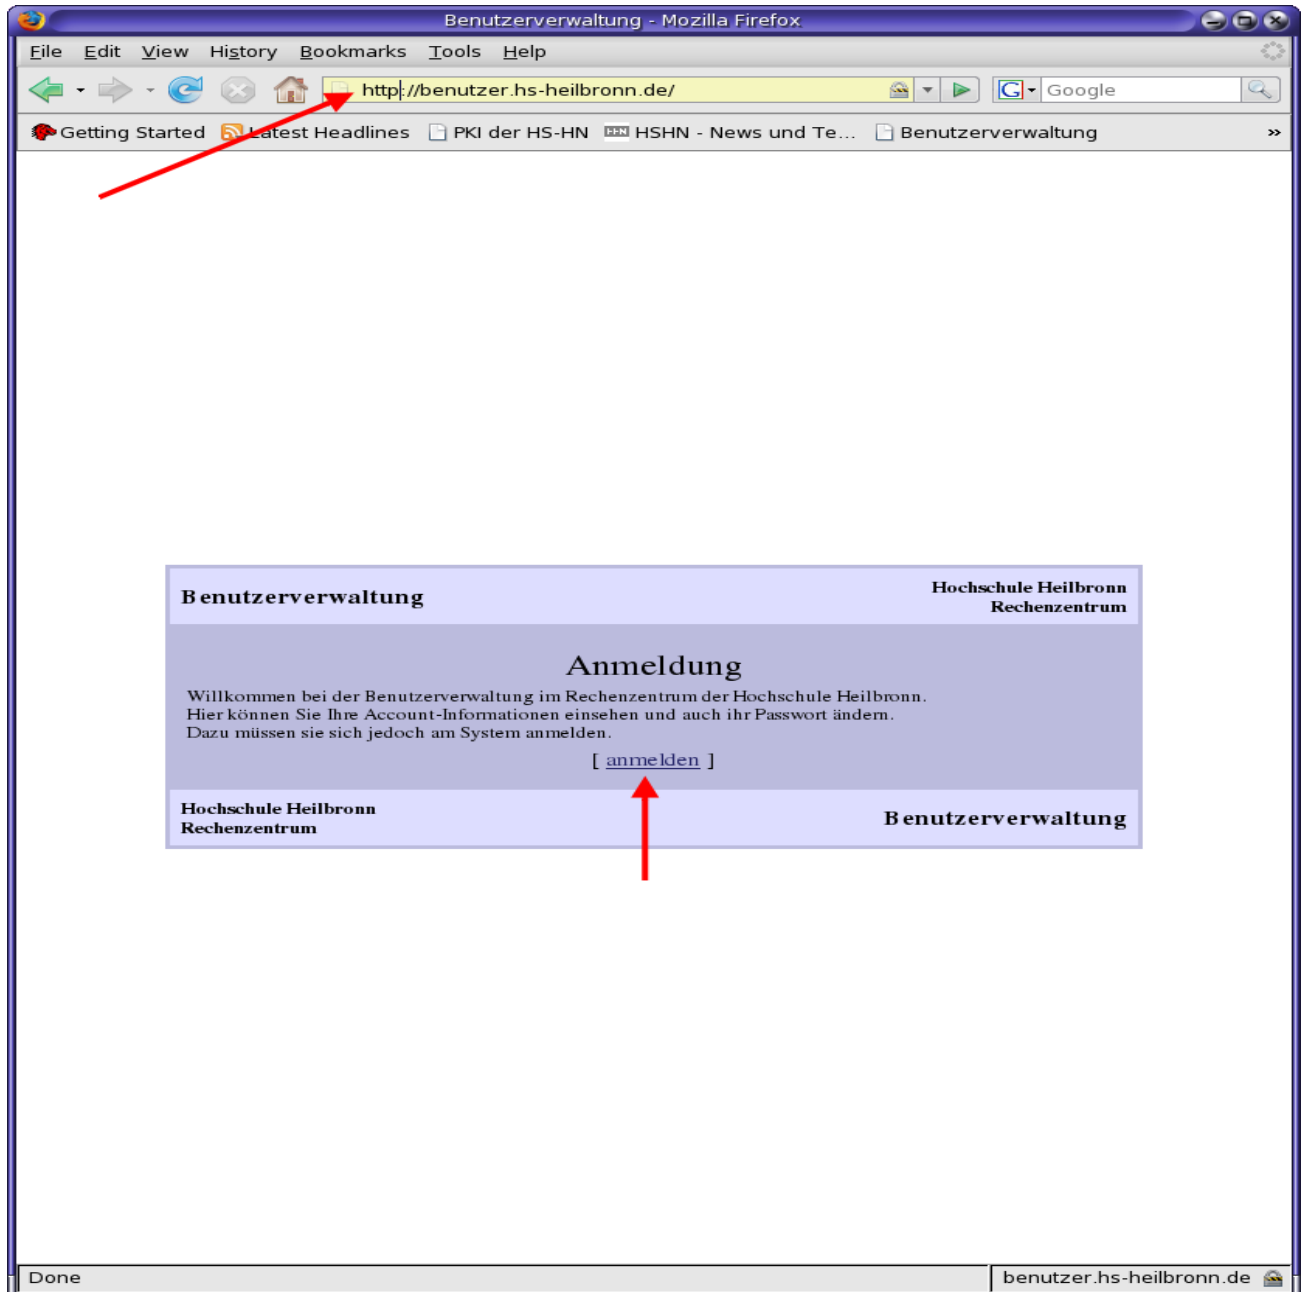 Benutzerverwaltung - Mozilla Firefox
File Edit View History Bookmarks Tools Help
http://benutzer.hs-heilbronn.de/ G Google
Getting Started Latest Headlines PKI der HS-HN HSHN - News und Te... Benutzerverwaltung »
Benutzerverwaltung
Hochschule Heilbronn
Rechenzentrum
Anmeldung
Willkommen bei der Benutzerverwaltung im Rechenzentrum der Hochschule Heilbronn.
Hier können Sie Ihre Account-Informationen einsehen und auch ihr Passwort ändern.
Dazu müssen sie sich jedoch am System anmelden.
[ anmelden ]
Hochschule Heilbronn
Rechenzentrum
Benutzerverwaltung
Done benutzer.hs-heilbronn.de